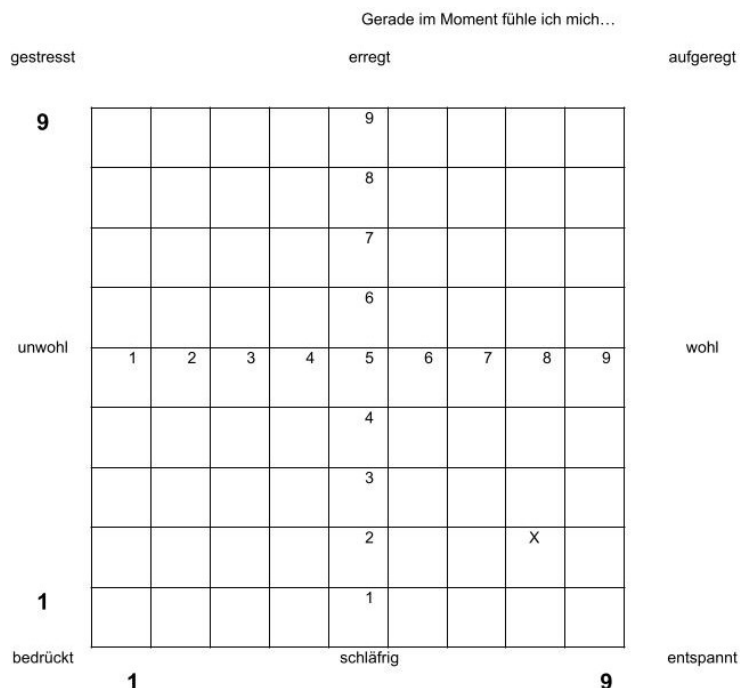 Gerade im Moment fühle ich mich…
gestresst erregt aufgeregt
9 9
8
7
6
unwohl 1 2 3 4 5 6 7 8 9 wohl
4
3
2 X
1 1
bedrückt schläfrig entspannt
1 9